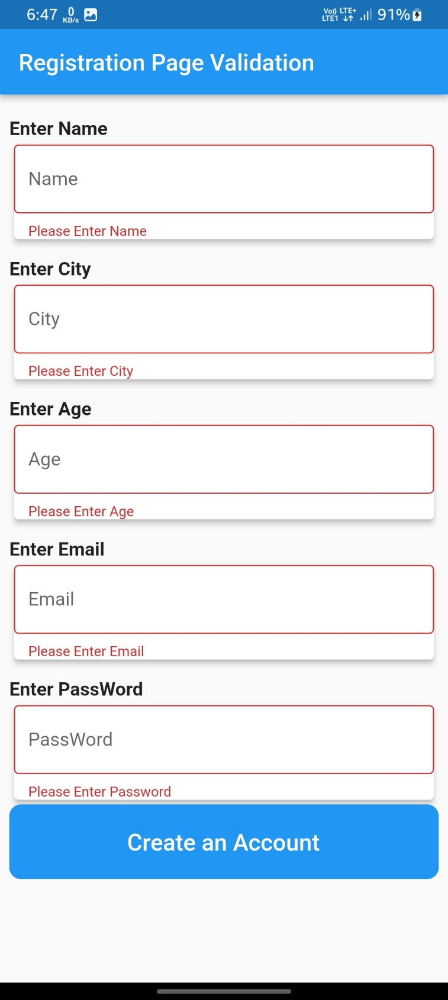 6:47 0 KB/s Vo)) LTE+ LTE1 91%
Registration Page Validation
Enter Name
Name
Please Enter Name
Enter City
City
Please Enter City
Enter Age
Age
Please Enter Age
Enter Email
Email
Please Enter Email
Enter PassWord
PassWord
Please Enter Password
Create an Account